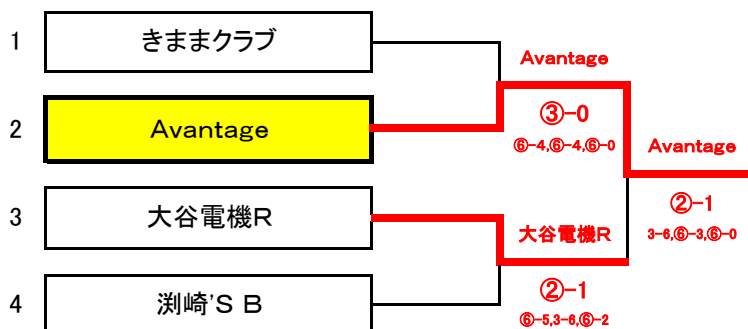 1 きままクラブ
Avantage
2 Avantage
③-0
⑥-4,⑥-4,⑥-0
Avantage
3 大谷電機R
大谷電機R
②-1
3-6,⑥-3,⑥-0
4 渕崎'S B
②-1
⑥-5,3-6,⑥-2